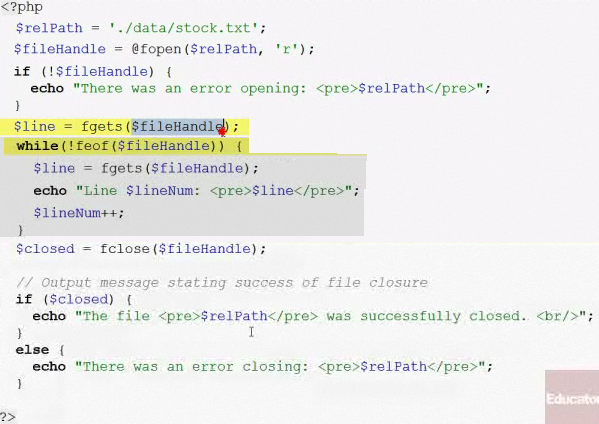 <?php
$relPath = './data/stock.txt';
$fileHandle = @fopen($relPath, 'r');
if (!$fileHandle) {
echo "There was an error opening: <pre>$relPath</pre>";
}
$line = fgets($fileHandle);
while(!feof($fileHandle)) {
$line = fgets($fileHandle);
echo "Line $lineNum: <pre>$line</pre>";
$lineNum++;
}
$closed = fclose($fileHandle);
// Output message stating success of file closure
if ($closed) {
echo "The file <pre>$relPath</pre> was successfully closed. <br/>";
}
else {
echo "There was an error closing: <pre>$relPath</pre>";
}
?>